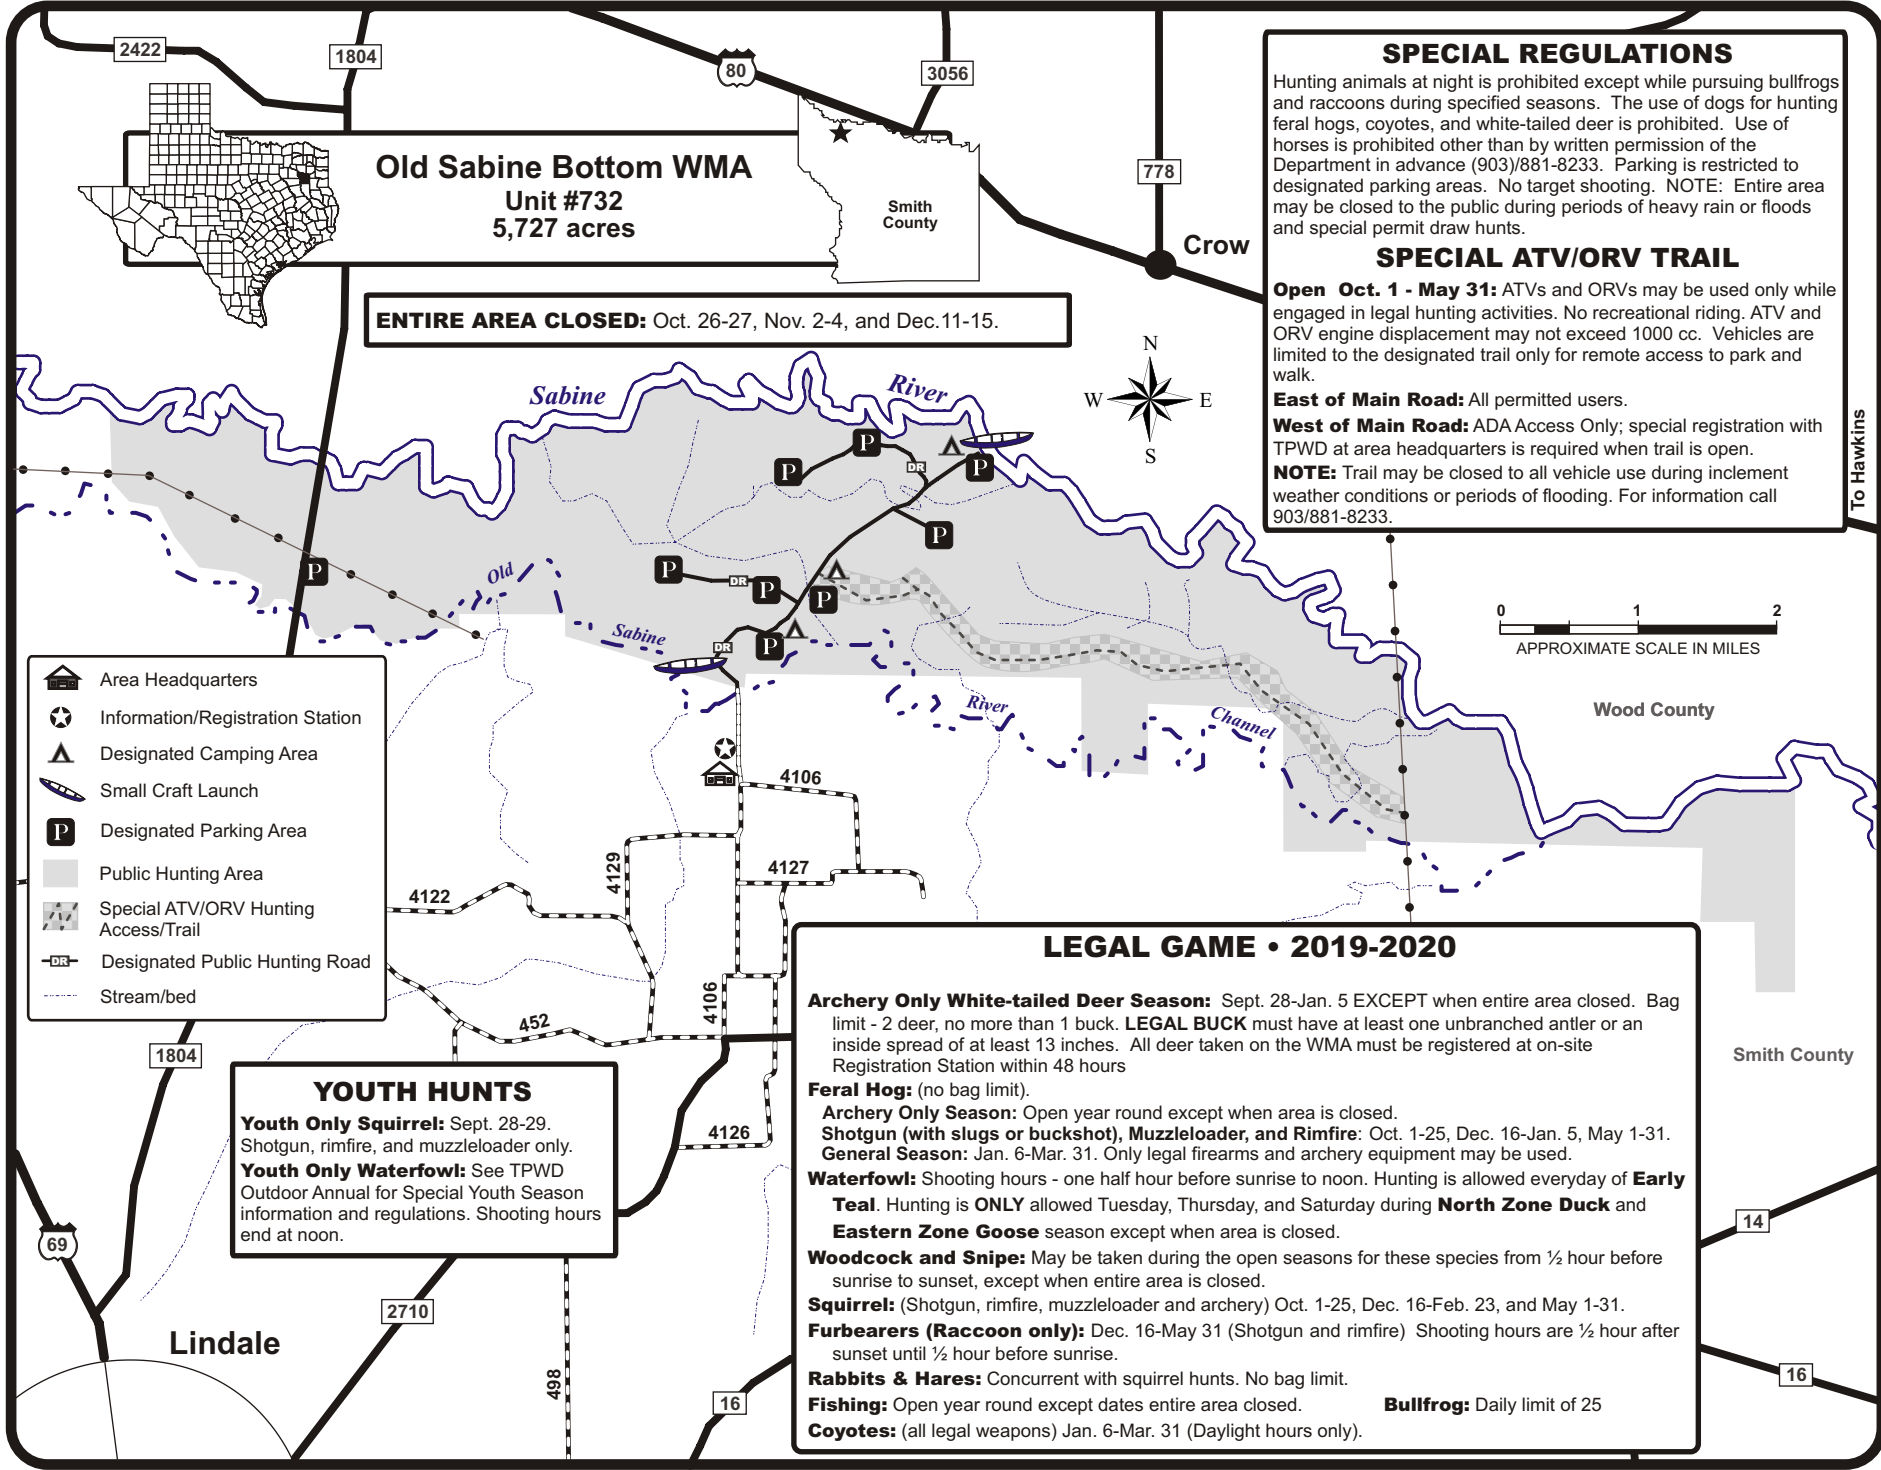 2422
1804
80
3056
778
Old Sabine Bottom WMA
Unit #732
5,727 acres
Smith
County
Crow
ENTIRE AREA CLOSED: Oct. 26-27, Nov. 2-4, and Dec.11-15.
SPECIAL REGULATIONS
Hunting animals at night is prohibited except while pursuing bullfrogs
and raccoons during specified seasons. The use of dogs for hunting
feral hogs, coyotes, and white-tailed deer is prohibited. Use of
horses is prohibited other than by written permission of the
Department in advance (903)/881-8233. Parking is restricted to
designated parking areas. No target shooting. NOTE: Entire area
may be closed to the public during periods of heavy rain or floods
and special permit draw hunts.
SPECIAL ATV/ORV TRAIL
Open Oct. 1 - May 31: ATVs and ORVs may be used only while
engaged in legal hunting activities. No recreational riding. ATV and
ORV engine displacement may not exceed 1000 cc. Vehicles are
limited to the designated trail only for remote access to park and
walk.
East of Main Road: All permitted users.
West of Main Road: ADA Access Only; special registration with
TPWD at area headquarters is required when trail is open.
NOTE: Trail may be closed to all vehicle use during inclement
weather conditions or periods of flooding. For information call
903/881-8233.
To Hawkins
N
W
E
S
Sabine
River
P
P
DR
P
P
P
P
DR
P
P
P
DR
Old
Sabine
River
Channel
0
1
2
APPROXIMATE SCALE IN MILES
Wood County
Smith County
Area Headquarters
Information/Registration Station
Designated Camping Area
Small Craft Launch
P
Designated Parking Area
Public Hunting Area
Special ATV/ORV Hunting
Access/Trail
DR
Designated Public Hunting Road
Stream/bed
4106
4129
4127
4122
452
4106
4126
1804
YOUTH HUNTS
Youth Only Squirrel: Sept. 28-29.
Shotgun, rimfire, and muzzleloader only.
Youth Only Waterfowl: See TPWD
Outdoor Annual for Special Youth Season
information and regulations. Shooting hours
end at noon.
69
Lindale
2710
498
16
LEGAL GAME • 2019-2020
Archery Only White-tailed Deer Season: Sept. 28-Jan. 5 EXCEPT when entire area closed. Bag
limit - 2 deer, no more than 1 buck. LEGAL BUCK must have at least one unbranched antler or an
inside spread of at least 13 inches. All deer taken on the WMA must be registered at on-site
Registration Station within 48 hours
Feral Hog: (no bag limit).
Archery Only Season: Open year round except when area is closed.
Shotgun (with slugs or buckshot), Muzzleloader, and Rimfire: Oct. 1-25, Dec. 16-Jan. 5, May 1-31.
General Season: Jan. 6-Mar. 31. Only legal firearms and archery equipment may be used.
Waterfowl: Shooting hours - one half hour before sunrise to noon. Hunting is allowed everyday of Early
Teal. Hunting is ONLY allowed Tuesday, Thursday, and Saturday during North Zone Duck and
Eastern Zone Goose season except when area is closed.
Woodcock and Snipe: May be taken during the open seasons for these species from ½ hour before
sunrise to sunset, except when entire area is closed.
Squirrel: (Shotgun, rimfire, muzzleloader and archery) Oct. 1-25, Dec. 16-Feb. 23, and May 1-31.
Furbearers (Raccoon only): Dec. 16-May 31 (Shotgun and rimfire) Shooting hours are ½ hour after
sunset until ½ hour before sunrise.
Rabbits & Hares: Concurrent with squirrel hunts. No bag limit.
Fishing: Open year round except dates entire area closed. Bullfrog: Daily limit of 25
Coyotes: (all legal weapons) Jan. 6-Mar. 31 (Daylight hours only).
14
16